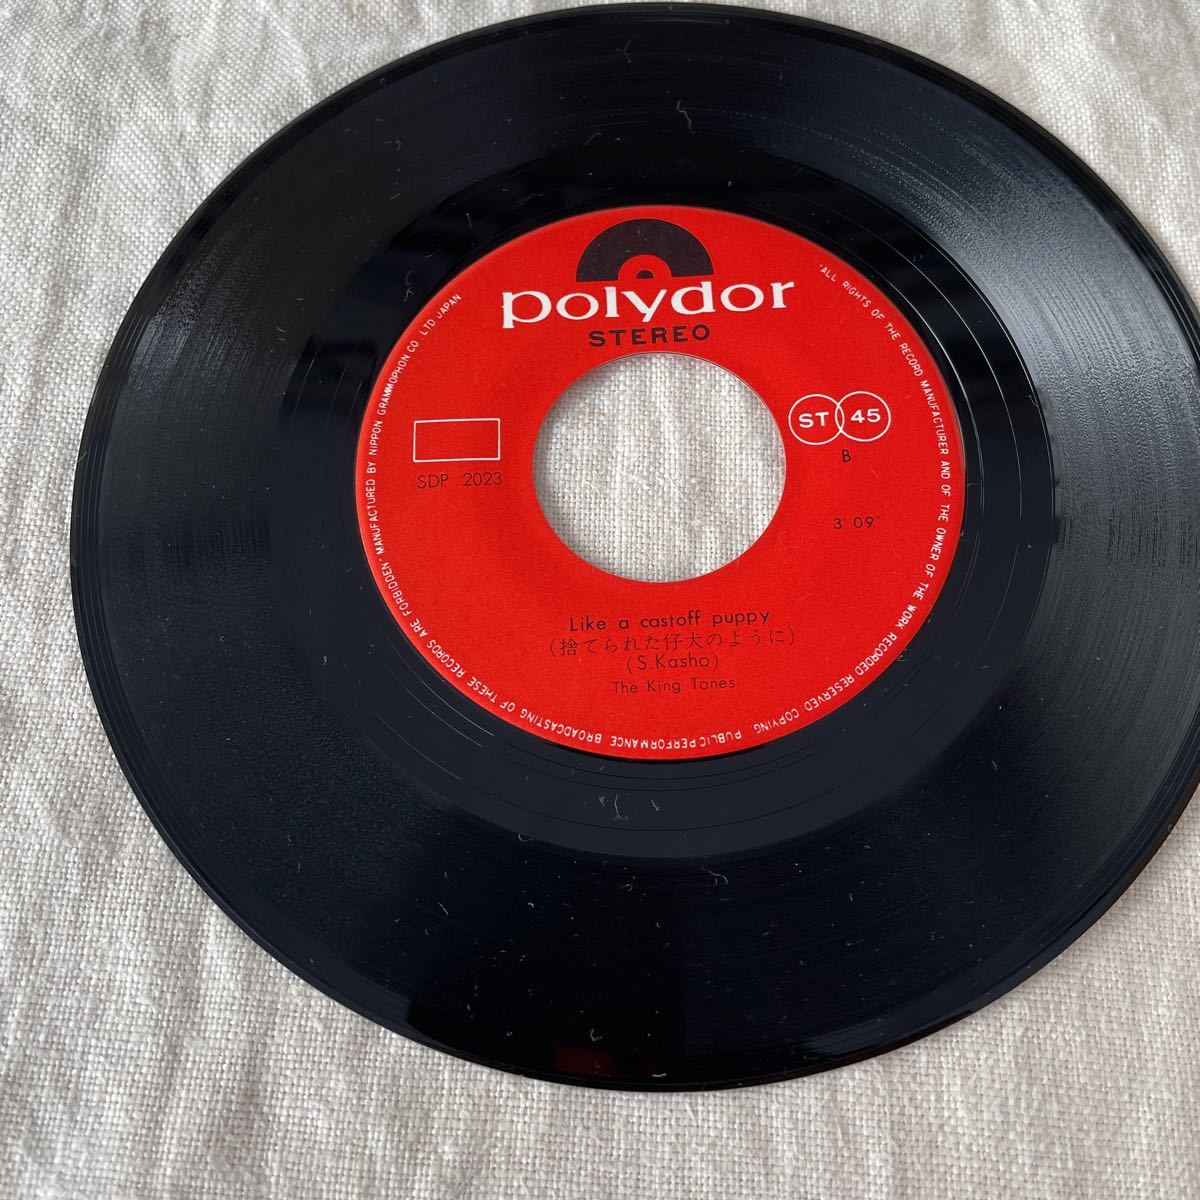 polydor
STEREO
ST 45
B
SDP 2023
3'09"
Like a castoff puppy
(捨てられた仔犬のように)
(S.Kasho)
The King Tones
·ALL RIGHTS OF THE RECORD MANUFACTURER AND OF THE OWNER OF THE WORK RECORDED RESERVED COPYING, PUBLIC PERFORMANCE, BROADCASTING OF THESE RECORDS ARE FORBIDDEN·MANUFACTURED BY NIPPON GRAMMOPHON CO. LTD JAPAN